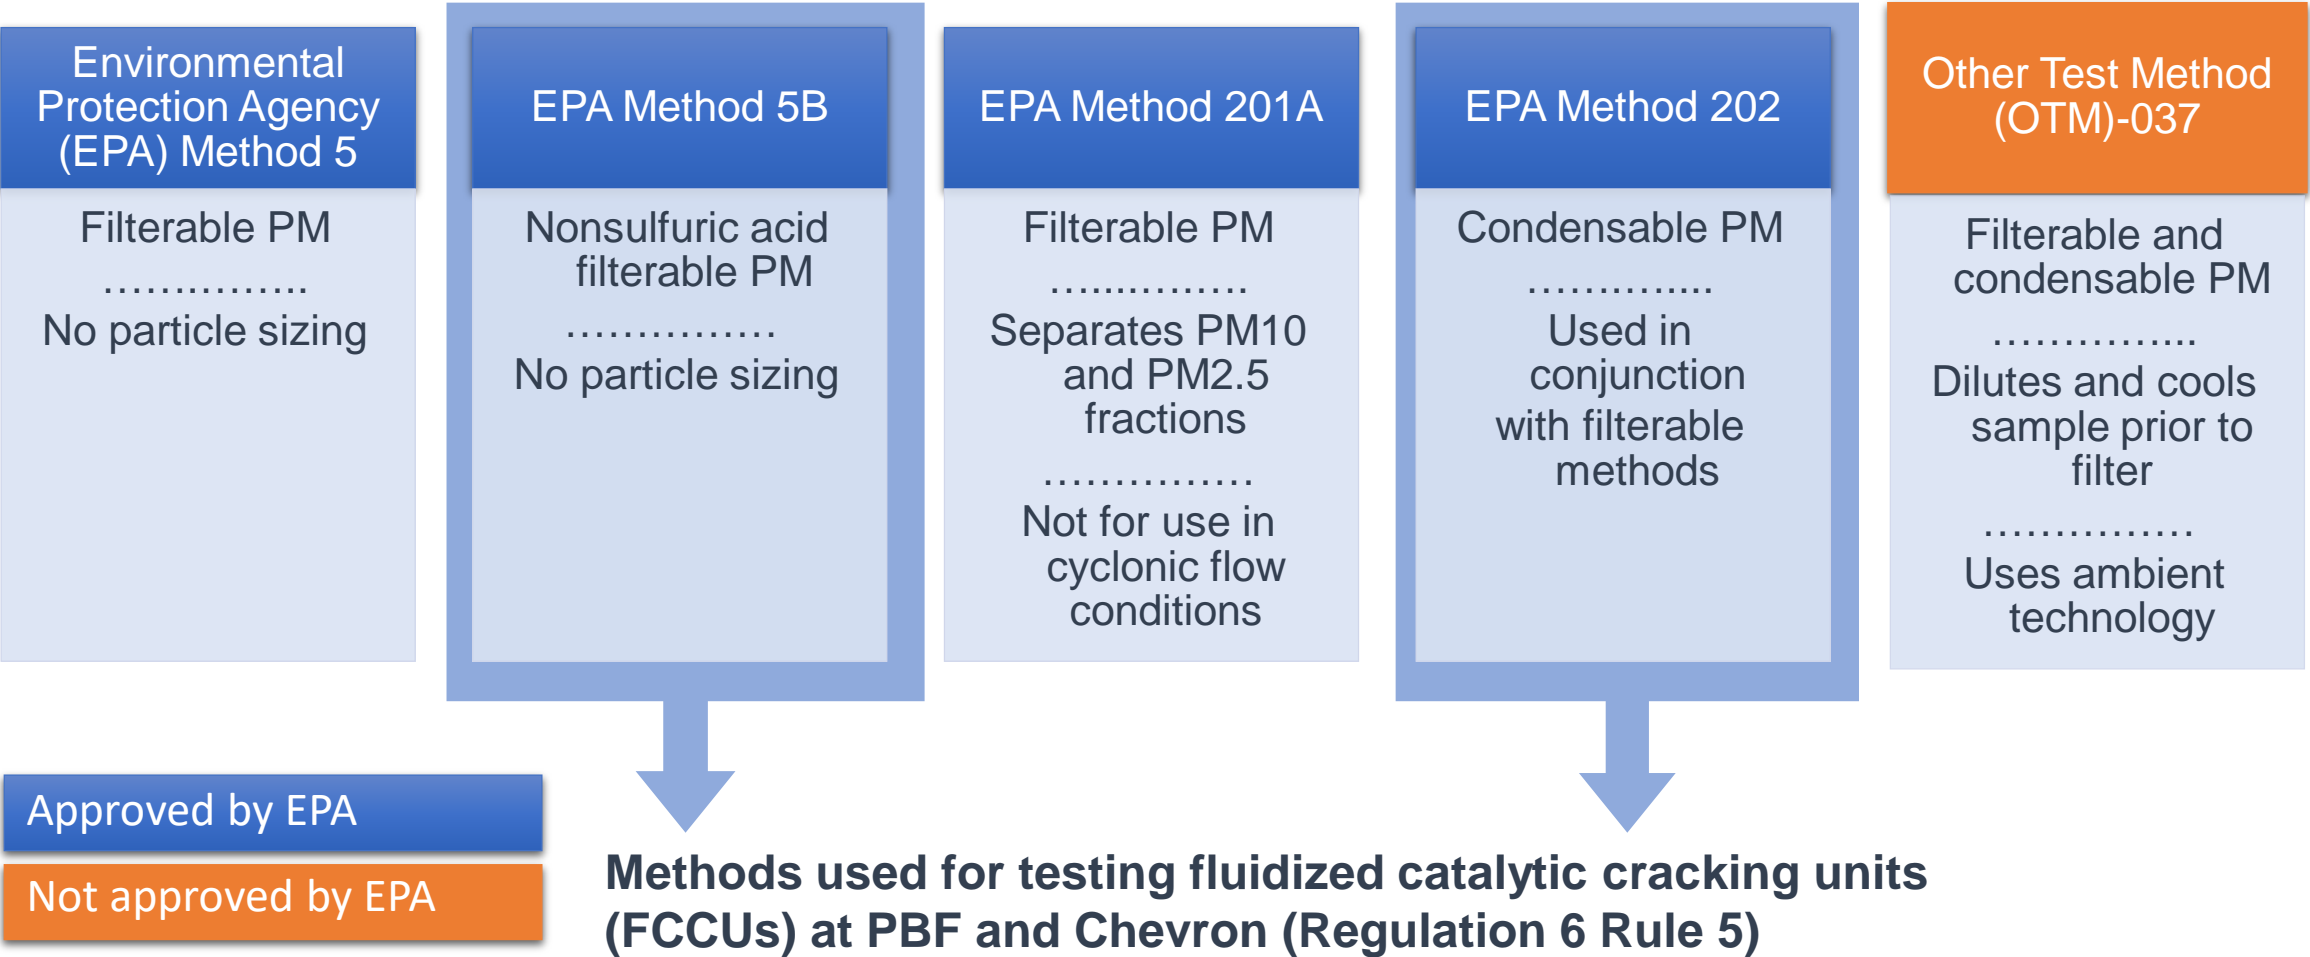 Environmental
Protection Agency
(EPA) Method 5
Filterable PM
……………..
No particle sizing
EPA Method 5B
Nonsulfuric acid
filterable PM
……………
No particle sizing
EPA Method 201A
Filterable PM
…....………
Separates PM10
and PM2.5
fractions
……………
Not for use in
cyclonic flow
conditions
EPA Method 202
Condensable PM
………......
Used in
conjunction
with filterable
methods
Other Test Method
(OTM)-037
Filterable and
condensable PM
…………...
Dilutes and cools
sample prior to
filter
……………
Uses ambient
technology
Approved by EPA
Not approved by EPA
Methods used for testing fluidized catalytic cracking units
(FCCUs) at PBF and Chevron (Regulation 6 Rule 5)